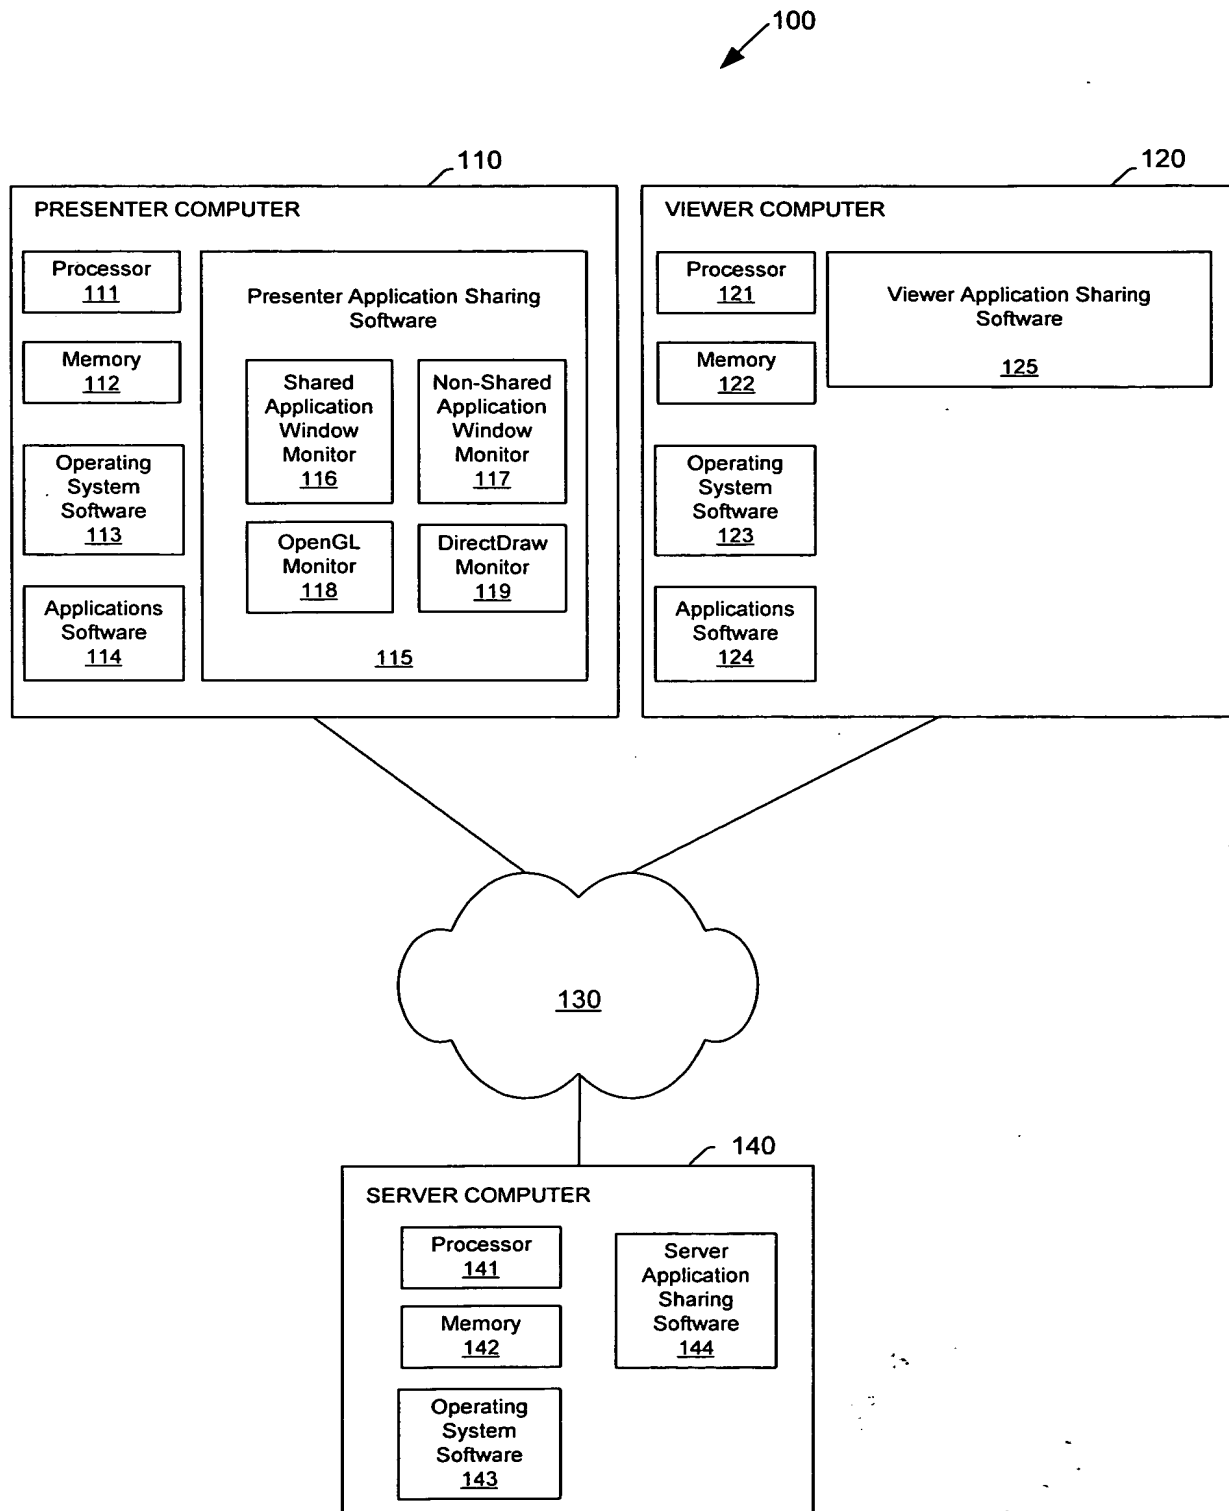 100
110
PRESENTER COMPUTER
Processor
111
Memory
112
Operating
System
Software
113
Applications
Software
114
Presenter Application Sharing
Software
Shared
Application
Window
Monitor
116
Non-Shared
Application
Window
Monitor
117
OpenGL
Monitor
118
DirectDraw
Monitor
119
115
120
VIEWER COMPUTER
Processor
121
Memory
122
Operating
System
Software
123
Applications
Software
124
Viewer Application Sharing
Software
125
130
140
SERVER COMPUTER
Processor
141
Memory
142
Operating
System
Software
143
Server
Application
Sharing
Software
144